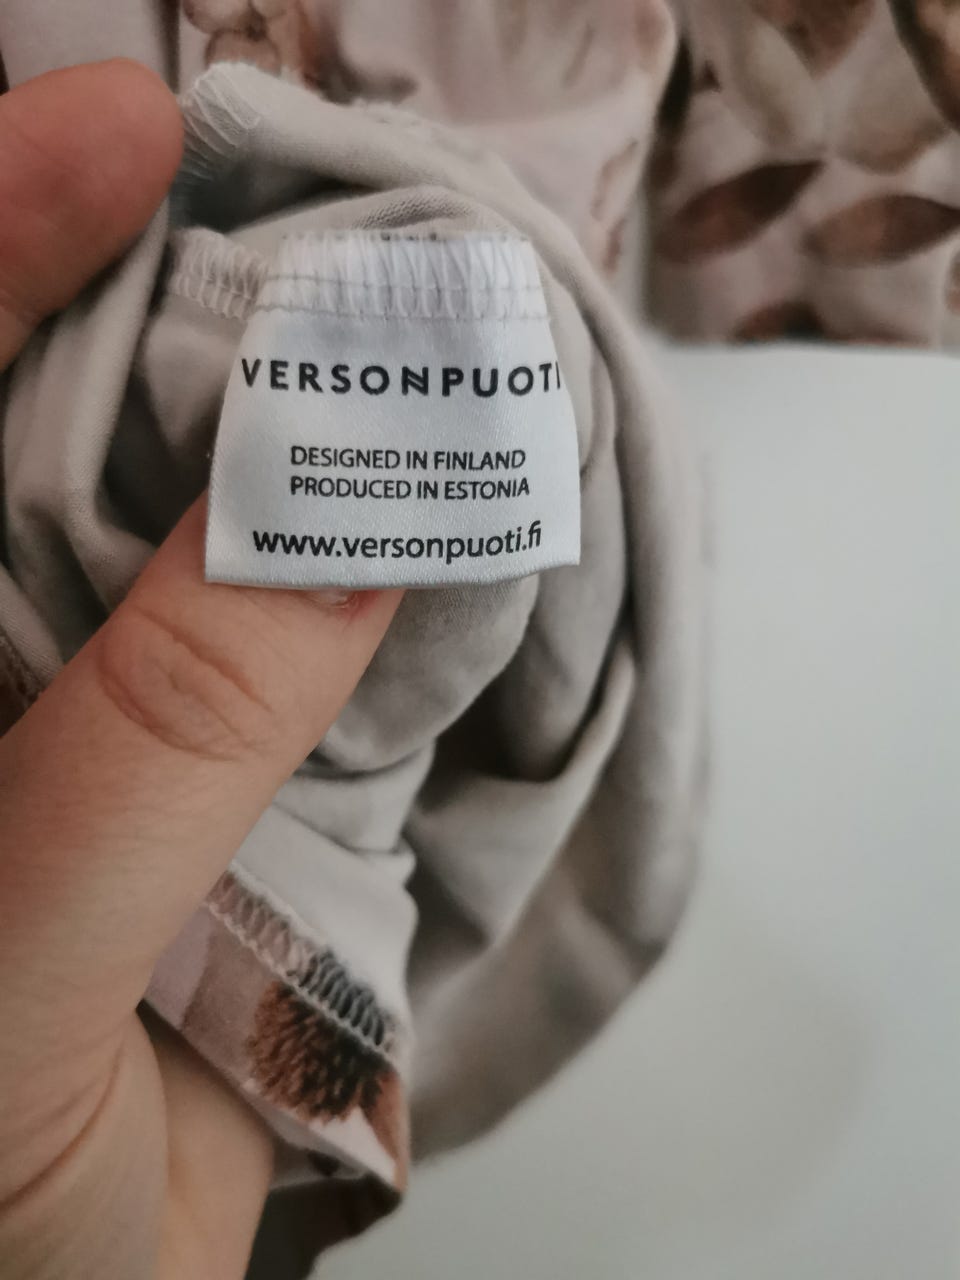 VERSONPUOTI
DESIGNED IN FINLAND
PRODUCED IN ESTONIA
www.versonpuoti.fi